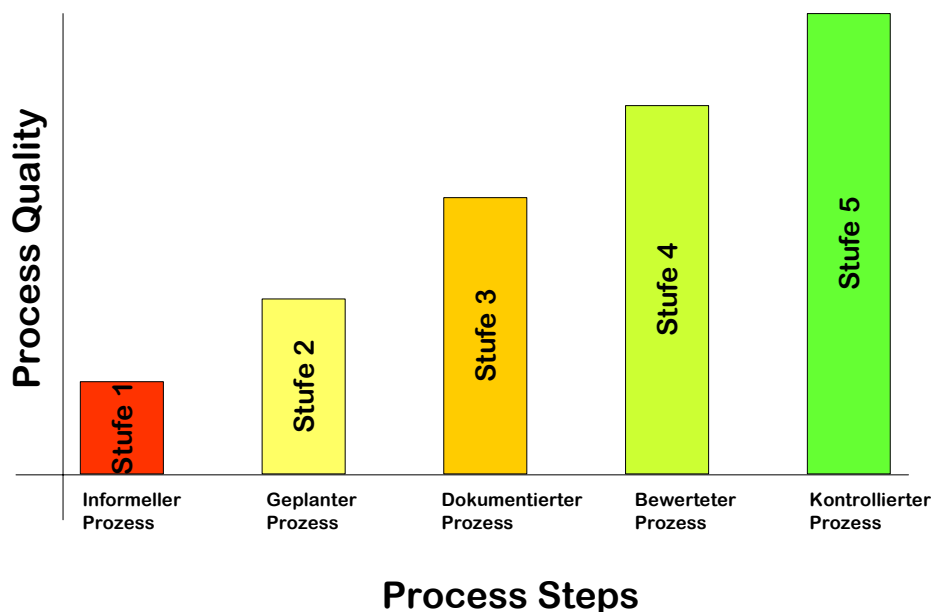 Process Quality
Stufe 1
Stufe 2
Stufe 3
Stufe 4
Stufe 5
Informeller
Prozess
Geplanter
Prozess
Dokumentierter
Prozess
Bewerteter
Prozess
Kontrollierter
Prozess
Process Steps